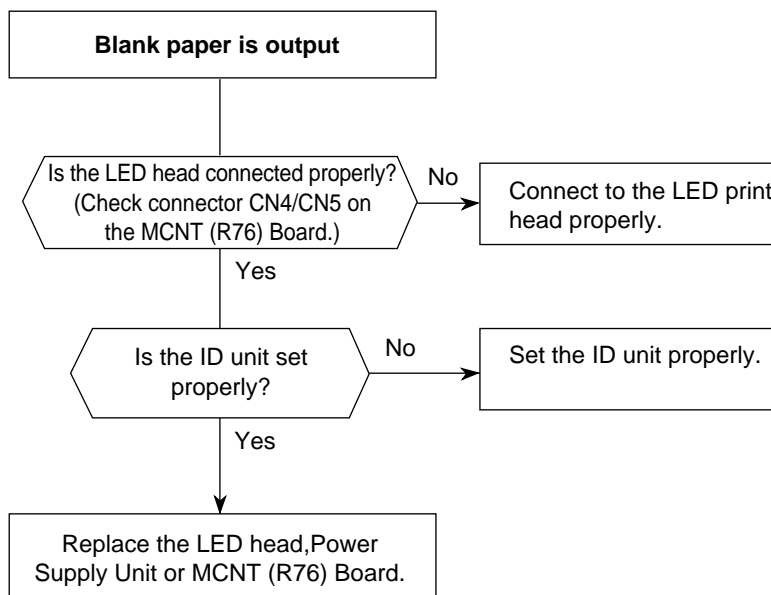 Blank paper is output
Is the LED head connected properly?
(Check connector CN4/CN5 on
the MCNT (R76) Board.)
No
Connect to the LED print
head properly.
Yes
Is the ID unit set
properly?
No
Set the ID unit properly.
Yes
Replace the LED head,Power
Supply Unit or MCNT (R76) Board.